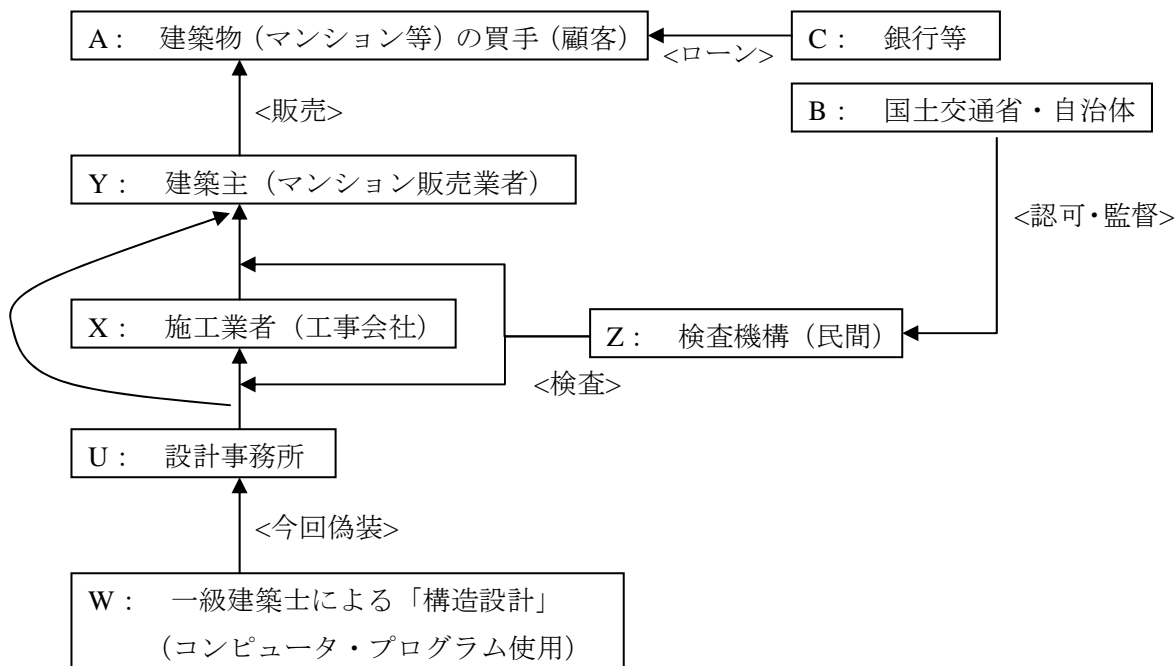 A： 建築物（マンション等）の買手（顧客）
C： 銀行等
<ローン>
B： 国土交通省・自治体
<販売>
Y： 建築主（マンション販売業者）
<認可・監督>
X： 施工業者（工事会社）
Z： 検査機構（民間）
<検査>
U： 設計事務所
<今回偽装>
W： 一級建築士による「構造設計」
（コンピュータ・プログラム使用）